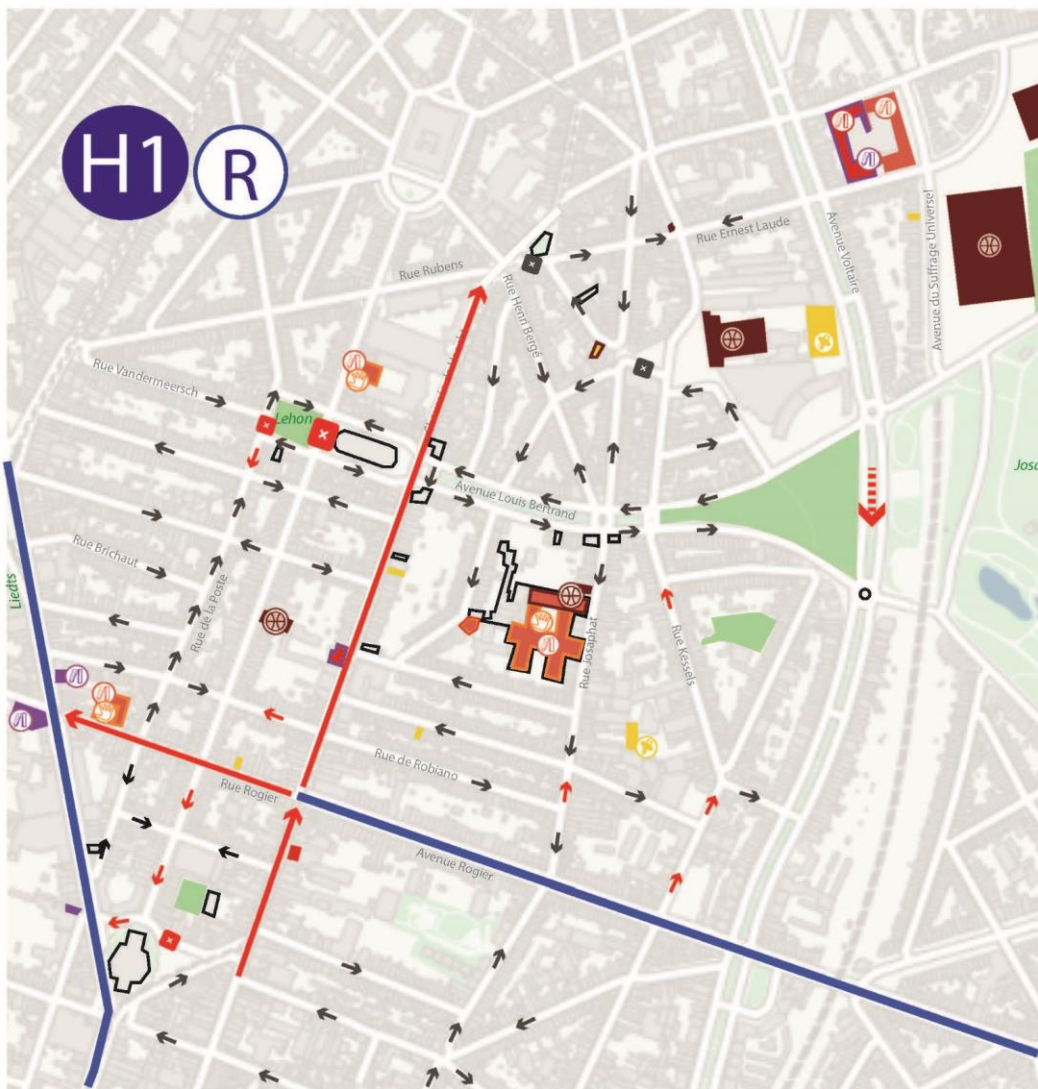 H1
R
Rue Rubens
Rue Ernest Laude
Avenue Voltaire
Avenue du Suffrage Universel
Rue Henri Bergé
Rue Vandermeersch
Lehon
Avenue Louis Bertrand
Rue Brichaut
Liedts
Rue de la Poste
Rue Josaphat
Rue Kessels
Rue de Robiano
Rue Rogier
Avenue Rogier